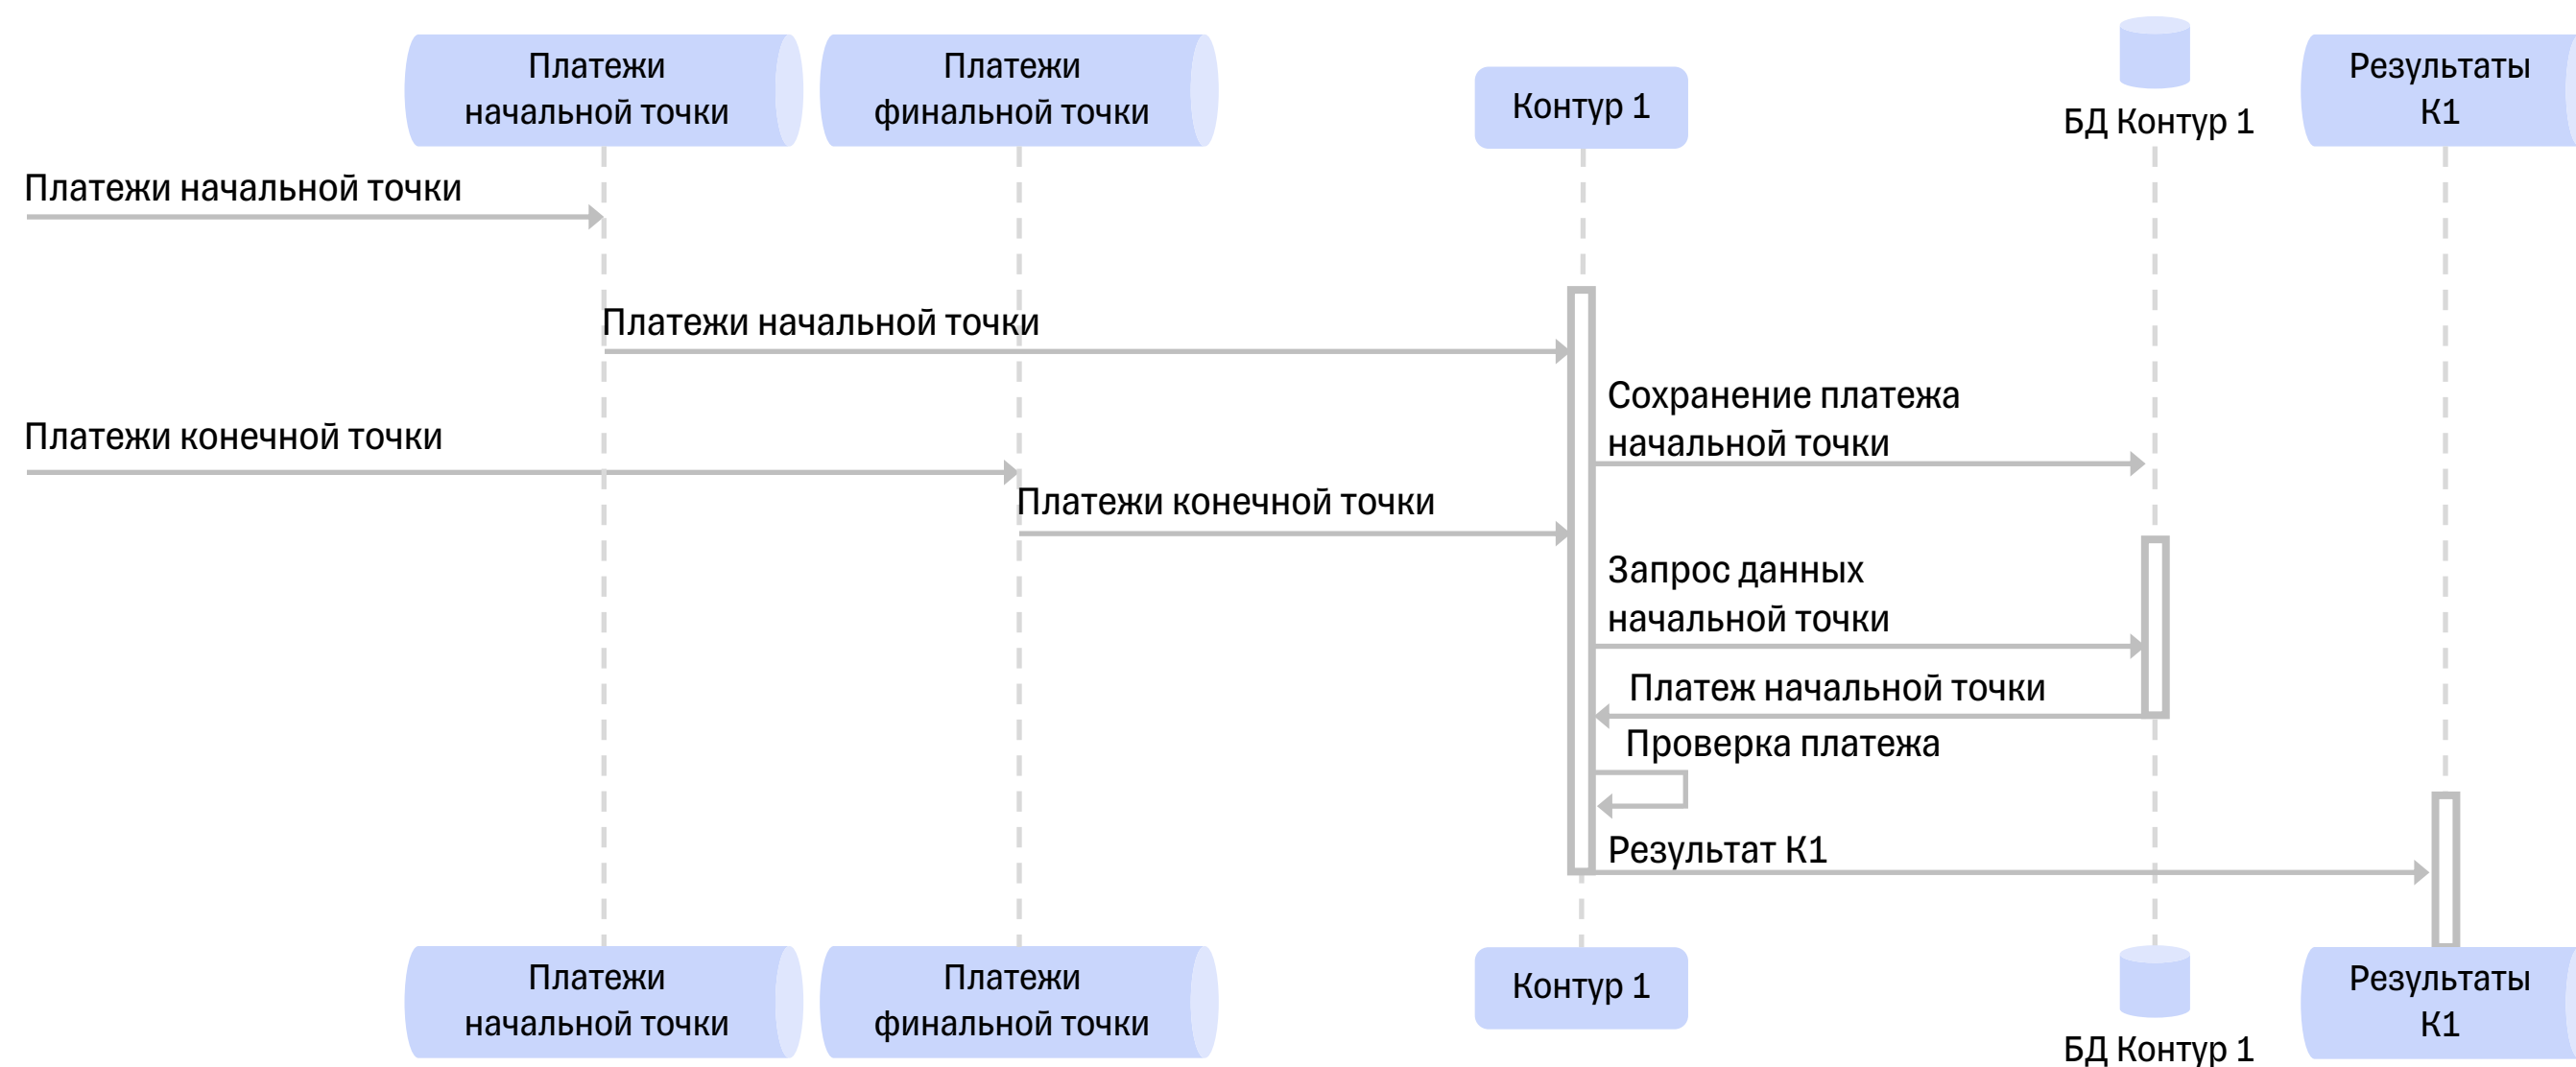 Платежи
начальной точки
Платежи
финальной точки
Контур 1
БД Контур 1
Результаты
К1
Платежи начальной точки
Платежи начальной точки
Сохранение платежа
начальной точки
Платежи конечной точки
Платежи конечной точки
Запрос данных
начальной точки
Платеж начальной точки
Проверка платежа
Результат К1
Платежи
начальной точки
Платежи
финальной точки
Контур 1
БД Контур 1
Результаты
К1